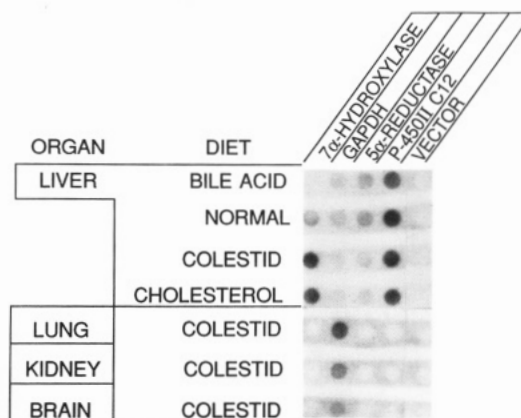 7α-HYDROXYLASE
GAPDH
5α-REDUCTASE
P-450II C12
VECTOR
ORGAN DIET
LIVER BILE ACID
NORMAL
COLESTID
CHOLESTEROL
LUNG COLESTID
KIDNEY COLESTID
BRAIN COLESTID